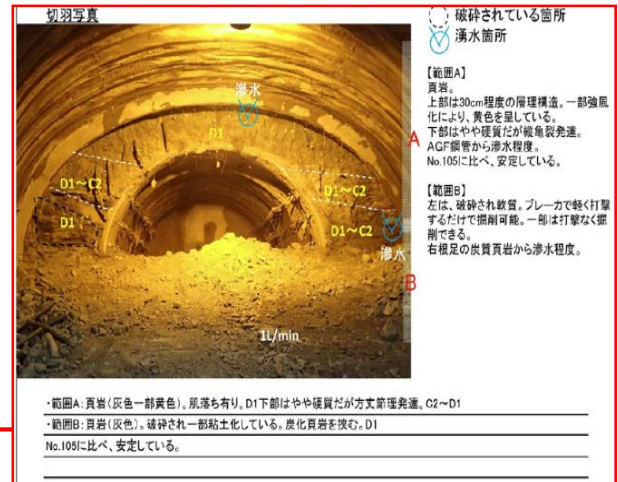 切羽写真
破砕されている箇所
湧水箇所
滲水
D1
D1～C2
D1～C2
D1
D1～C2
滲水
1L/min
A
B
【範囲A】
頁岩。
上部は30cm程度の層理構造。一部強風
化により、黄色を呈している。
下部はやや硬質だが縦亀裂発達。
AGF鋼管から滲水程度。
No.105に比べ、安定している。
【範囲B】
左は、破砕され軟質。ブレーカで軽く打撃
するだけで掘削可能。一部は打撃なく掘
削できる。
右根足の炭質頁岩から滲水程度。
・範囲A：頁岩（灰色一部黄色）。肌落ち有り。D1下部はやや硬質だが方丈節理発達。C2～D1
・範囲B：頁岩（灰色）。破砕され一部粘土化している。炭化頁岩を挟む。D1
No.105に比べ、安定している。